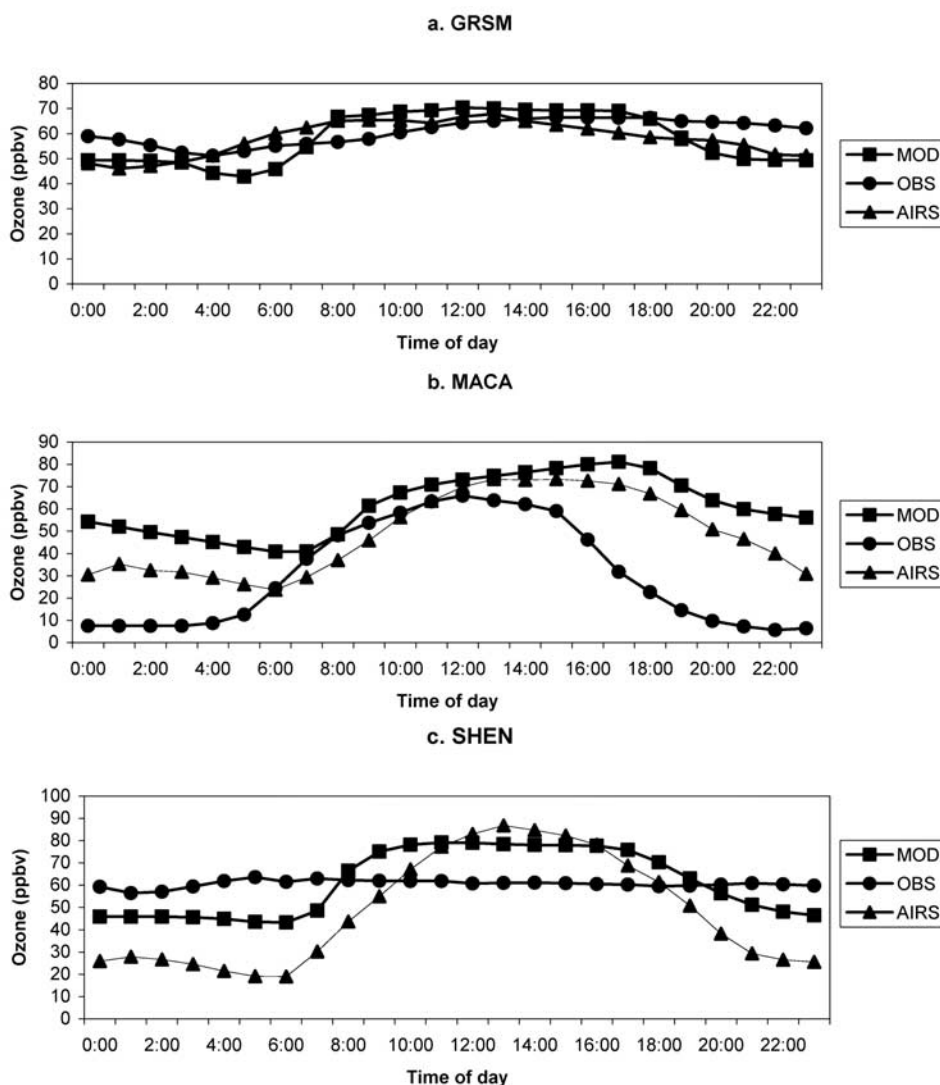 a. GRSM
80
70
60
50
40
30
20
10
0
Ozone (ppbv)
0:00 2:00 4:00 6:00 8:00 10:00 12:00 14:00 16:00 18:00 20:00 22:00
Time of day
MOD
OBS
AIRS
b. MACA
90
80
70
60
50
40
30
20
10
0
Ozone (ppbv)
0:00 2:00 4:00 6:00 8:00 10:00 12:00 14:00 16:00 18:00 20:00 22:00
Time of day
MOD
OBS
AIRS
c. SHEN
100
90
80
70
60
50
40
30
20
10
0
Ozone (ppbv)
0:00 2:00 4:00 6:00 8:00 10:00 12:00 14:00 16:00 18:00 20:00 22:00
Time of day
MOD
OBS
AIRS